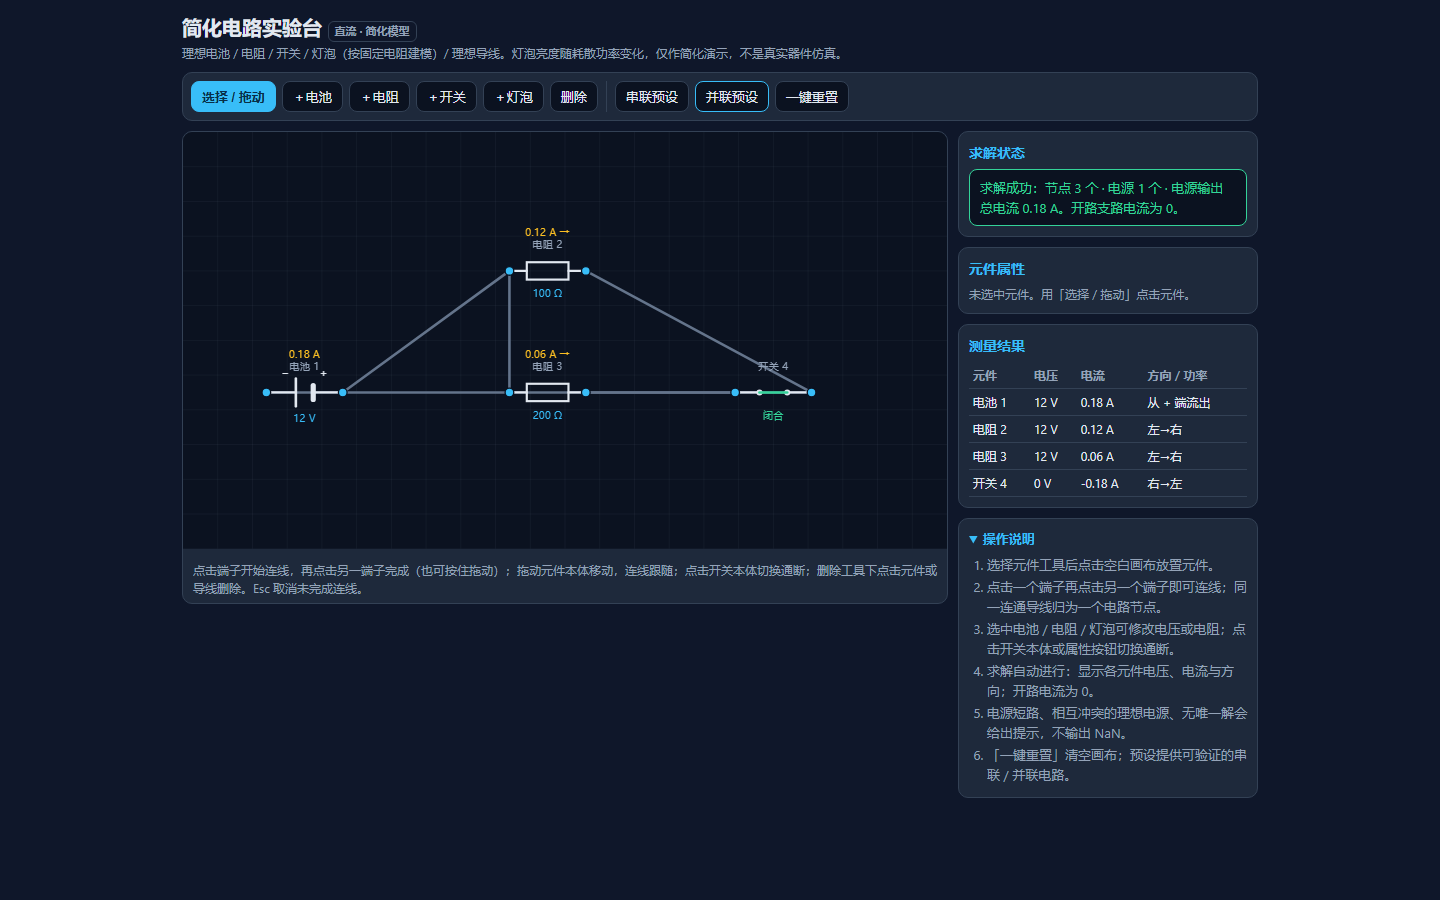 简化电路实验台 直流 · 简化模型
理想电池 / 电阻 / 开关 / 灯泡（按固定电阻建模）/ 理想导线。灯泡亮度随耗散功率变化，仅作简化演示，不是真实器件仿真。
选择 / 拖动 +电池 +电阻 +开关 +灯泡 删除 串联预设 并联预设 一键重置
0.12 A →
电阻 2
100 Ω
0.18 A
电池 1
− +
12 V
0.06 A →
电阻 3
200 Ω
开关 4
闭合
点击端子开始连线，再点击另一端子完成（也可按住拖动）；拖动元件本体移动，连线跟随；点击开关本体切换通断；删除工具下点击元件或
导线删除。Esc 取消未完成连线。
求解状态
求解成功：节点 3 个 · 电源 1 个 · 电源输出
总电流 0.18 A。开路支路电流为 0。
元件属性
未选中元件。用「选择 / 拖动」点击元件。
测量结果
元件 电压 电流 方向 / 功率
电池 1 12 V 0.18 A 从 + 端流出
电阻 2 12 V 0.12 A 左→右
电阻 3 12 V 0.06 A 左→右
开关 4 0 V -0.18 A 右→左
▼ 操作说明
1. 选择元件工具后点击空白画布放置元件。
2. 点击一个端子再点击另一个端子即可连线；同
一连通导线归为一个电路节点。
3. 选中电池 / 电阻 / 灯泡可修改电压或电阻；点
击开关本体或属性按钮切换通断。
4. 求解自动进行：显示各元件电压、电流与方
向；开路电流为 0。
5. 电源短路、相互冲突的理想电源、无唯一解会
给出提示，不输出 NaN。
6. 「一键重置」清空画布；预设提供可验证的串
联 / 并联电路。